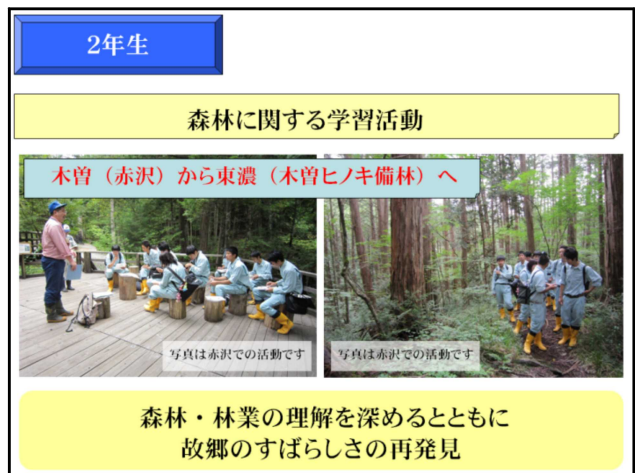 2年生
森林に関する学習活動
木曽（赤沢）から東濃（木曽ヒノキ備林）へ
写真は赤沢での活動です
写真は赤沢での活動です
森林・林業の理解を深めるとともに
故郷のすばらしさの再発見